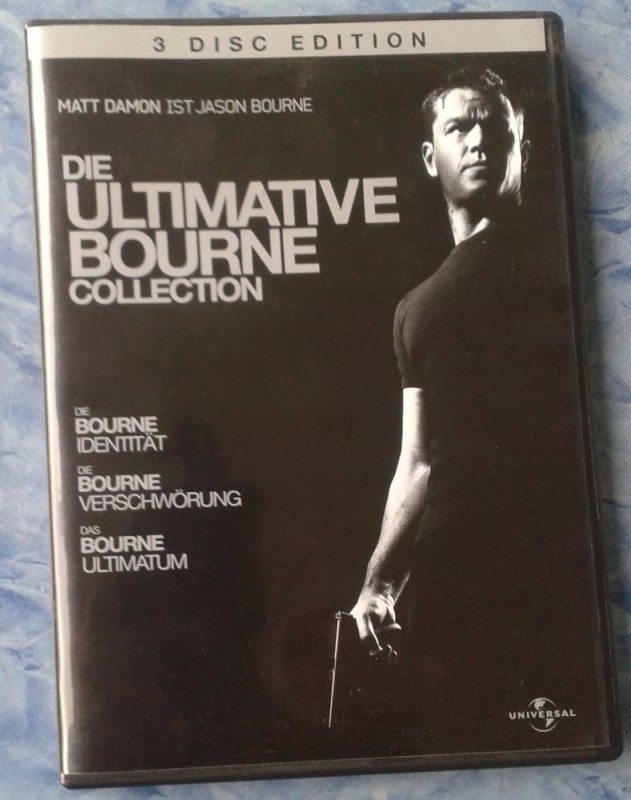 3 DISC EDITION
MATT DAMON IST JASON BOURNE
DIE
ULTIMATIVE
BOURNE
COLLECTION
DIE
BOURNE
IDENTITÄT
DIE
BOURNE
VERSCHWÖRUNG
DAS
BOURNE
ULTIMATUM
UNIVERSAL